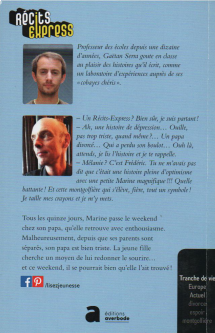 Récits
express
Professeur des écoles depuis une dizaine
d'années, Gaëtan Serra goute en classe
au plaisir des histoires qu'il écrit, comme
un laboratoire d'expériences auprès de ses
« cobayes chéris ».
– Un Récits-Express? Bien sûr, je suis partant!
– Ah, une histoire de dépression... Ouille,
pas trop triste, quand même?... Un papa
divorcé... Qui a perdu son boulot... Ouh là,
attends, je lis l'histoire et je te rappelle.
– Mélanie? C'est Frédéric. Tu ne m'avais pas
dit que c'était une histoire pleine d'optimisme
avec une petite Marine magnifique!!! Quelle
battante! Et cette montgolfière qui s'élève, fière, tout un symbole!
Je taille mes crayons et je m'y mets.
Tous les quinze jours, Marine passe le weekend
chez son papa, qu'elle retrouve avec enthousiasme.
Malheureusement, depuis que ses parents sont
séparés, son papa est bien triste. La jeune fille
cherche un moyen de lui redonner le sourire...
et ce weekend, il se pourrait bien qu'elle l'ait trouvé!
/livresjeunesse
Tranche de vie
Europe
Actuel
divorce
espoir
montgolfière
a
éditions
averbode